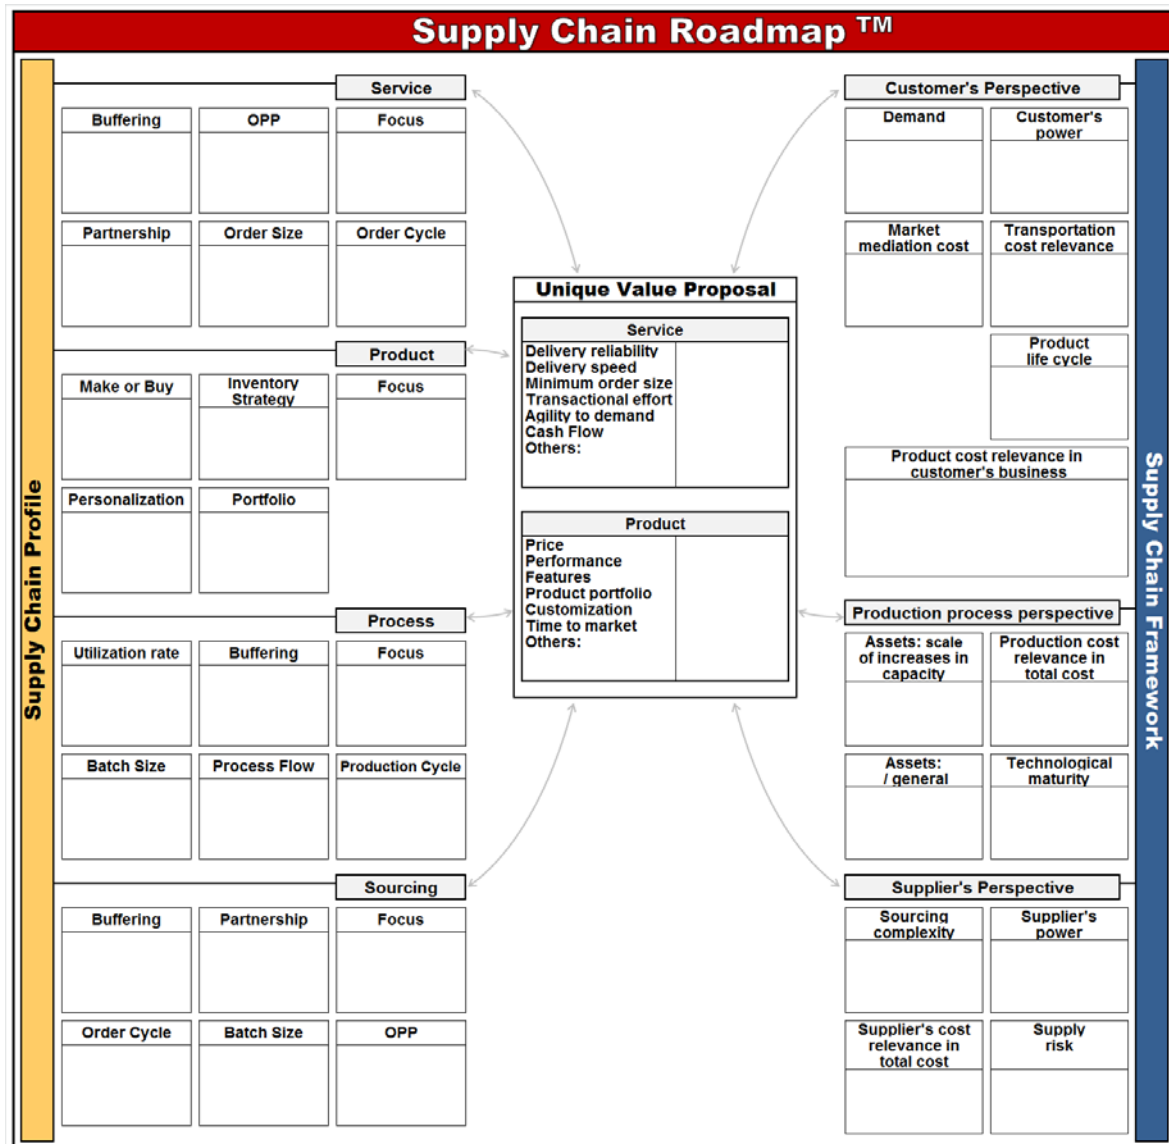 Supply Chain Roadmap TM
Supply Chain Profile
Service
Buffering
OPP
Focus
Partnership
Order Size
Order Cycle
Product
Make or Buy
Inventory
Strategy
Focus
Personalization
Portfolio
Process
Utilization rate
Buffering
Focus
Batch Size
Process Flow
Production Cycle
Sourcing
Buffering
Partnership
Focus
Order Cycle
Batch Size
OPP
Unique Value Proposal
Service
Delivery reliability
Delivery speed
Minimum order size
Transactional effort
Agility to demand
Cash Flow
Others:
Product
Price
Performance
Features
Product portfolio
Customization
Time to market
Others:
Customer's Perspective
Demand
Customer's
power
Market
mediation cost
Transportation
cost relevance
Product
life cycle
Product cost relevance in
customer's business
Production process perspective
Assets: scale
of increases in
capacity
Production cost
relevance in
total cost
Assets:
/ general
Technological
maturity
Supplier's Perspective
Sourcing
complexity
Supplier's
power
Supplier's cost
relevance in
total cost
Supply
risk
Supply Chain Framework